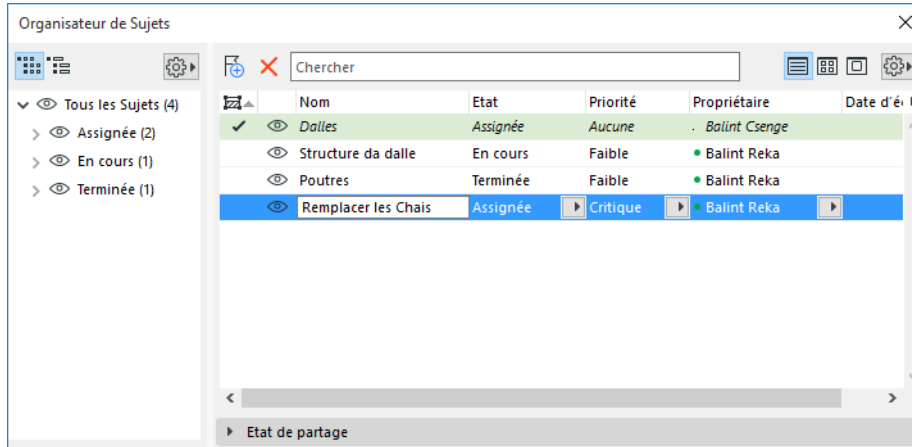 Organisateur de Sujets
Chercher
Tous les Sujets (4)
Assignée (2)
En cours (1)
Terminée (1)
Nom Etat Priorité Propriétaire Date d'é
Dalles Assignée Aucune Balint Csenge
Structure da dalle En cours Faible Balint Reka
Poutres Terminée Faible Balint Reka
Remplacer les Chais Assignée Critique Balint Reka
Etat de partage